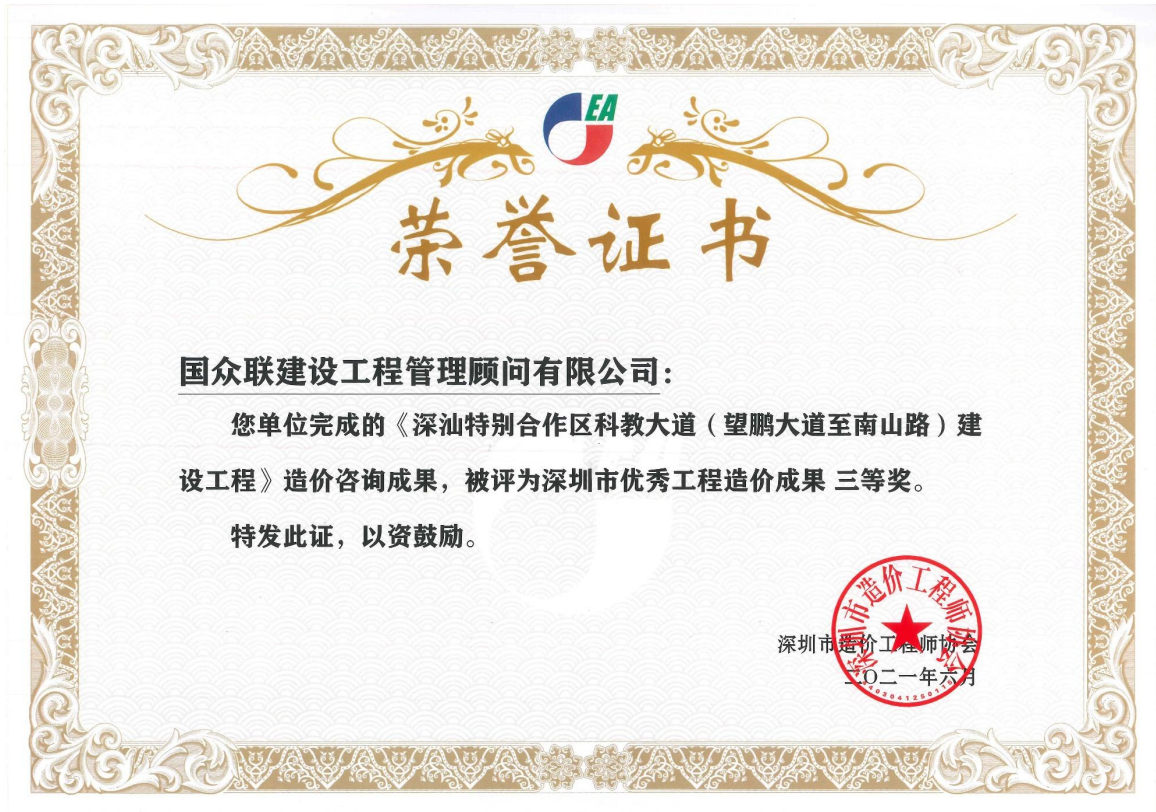 EA
荣誉证书
国众联建设工程管理顾问有限公司：
您单位完成的《深汕特别合作区科教大道（望鹏大道至南山路）建
设工程》造价咨询成果，被评为深圳市优秀工程造价成果 三等奖。
特发此证，以资鼓励。
深圳市造价工程师协会
深圳市造价工程师协会
二〇二一年六月